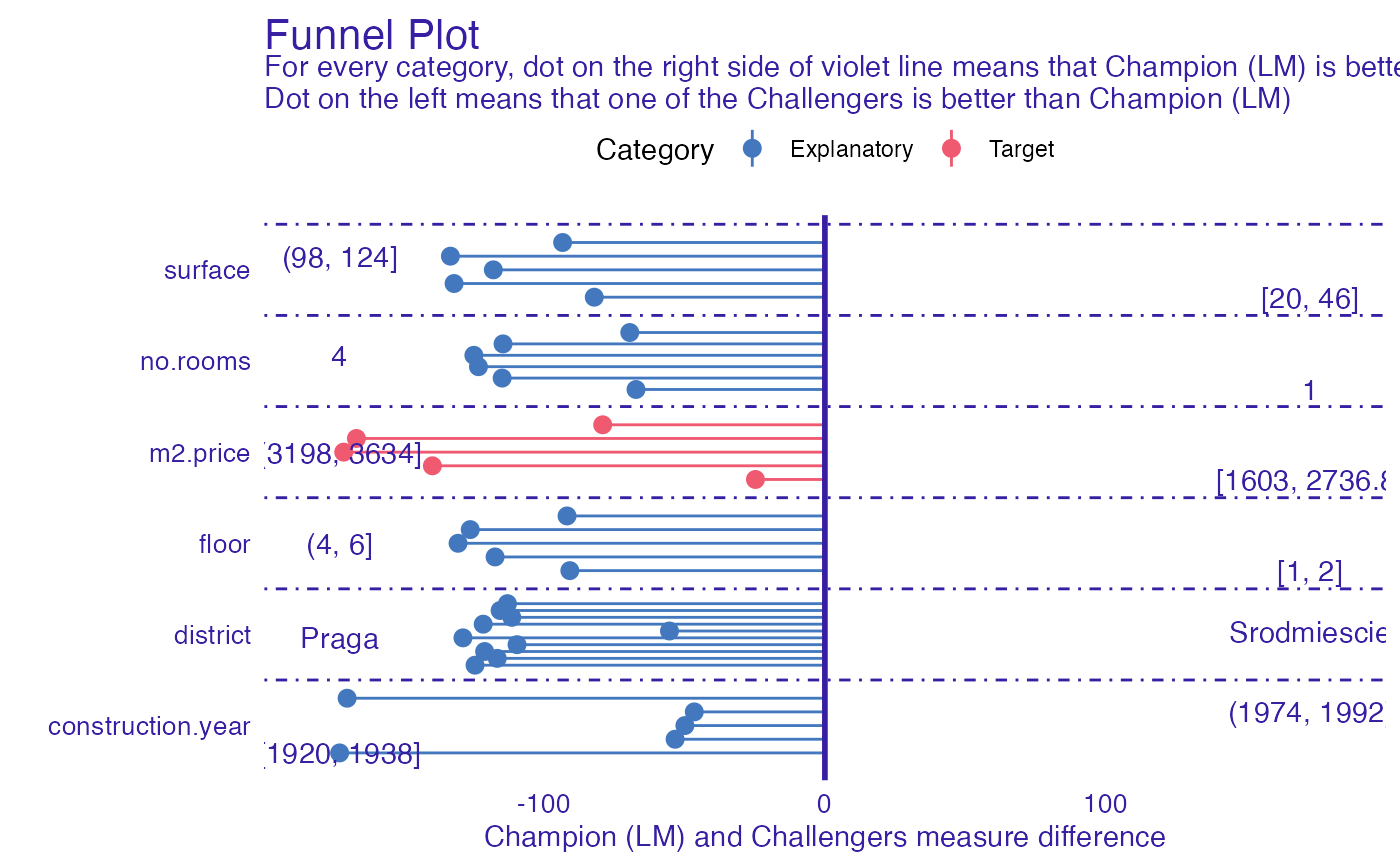 Funnel Plot
For every category, dot on the right side of violet line means that Champion (LM) is bette
Dot on the left means that one of the Challengers is better than Champion (LM)
Category Explanatory Target
surface (98, 124] [20, 46]
no.rooms 4 1
m2.price (3198, 3634] [1603, 2736.8
floor (4, 6] [1, 2]
district Praga Srodmiescie
construction.year (1974, 1992
[1920, 1938]
-100 0 100
Champion (LM) and Challengers measure difference